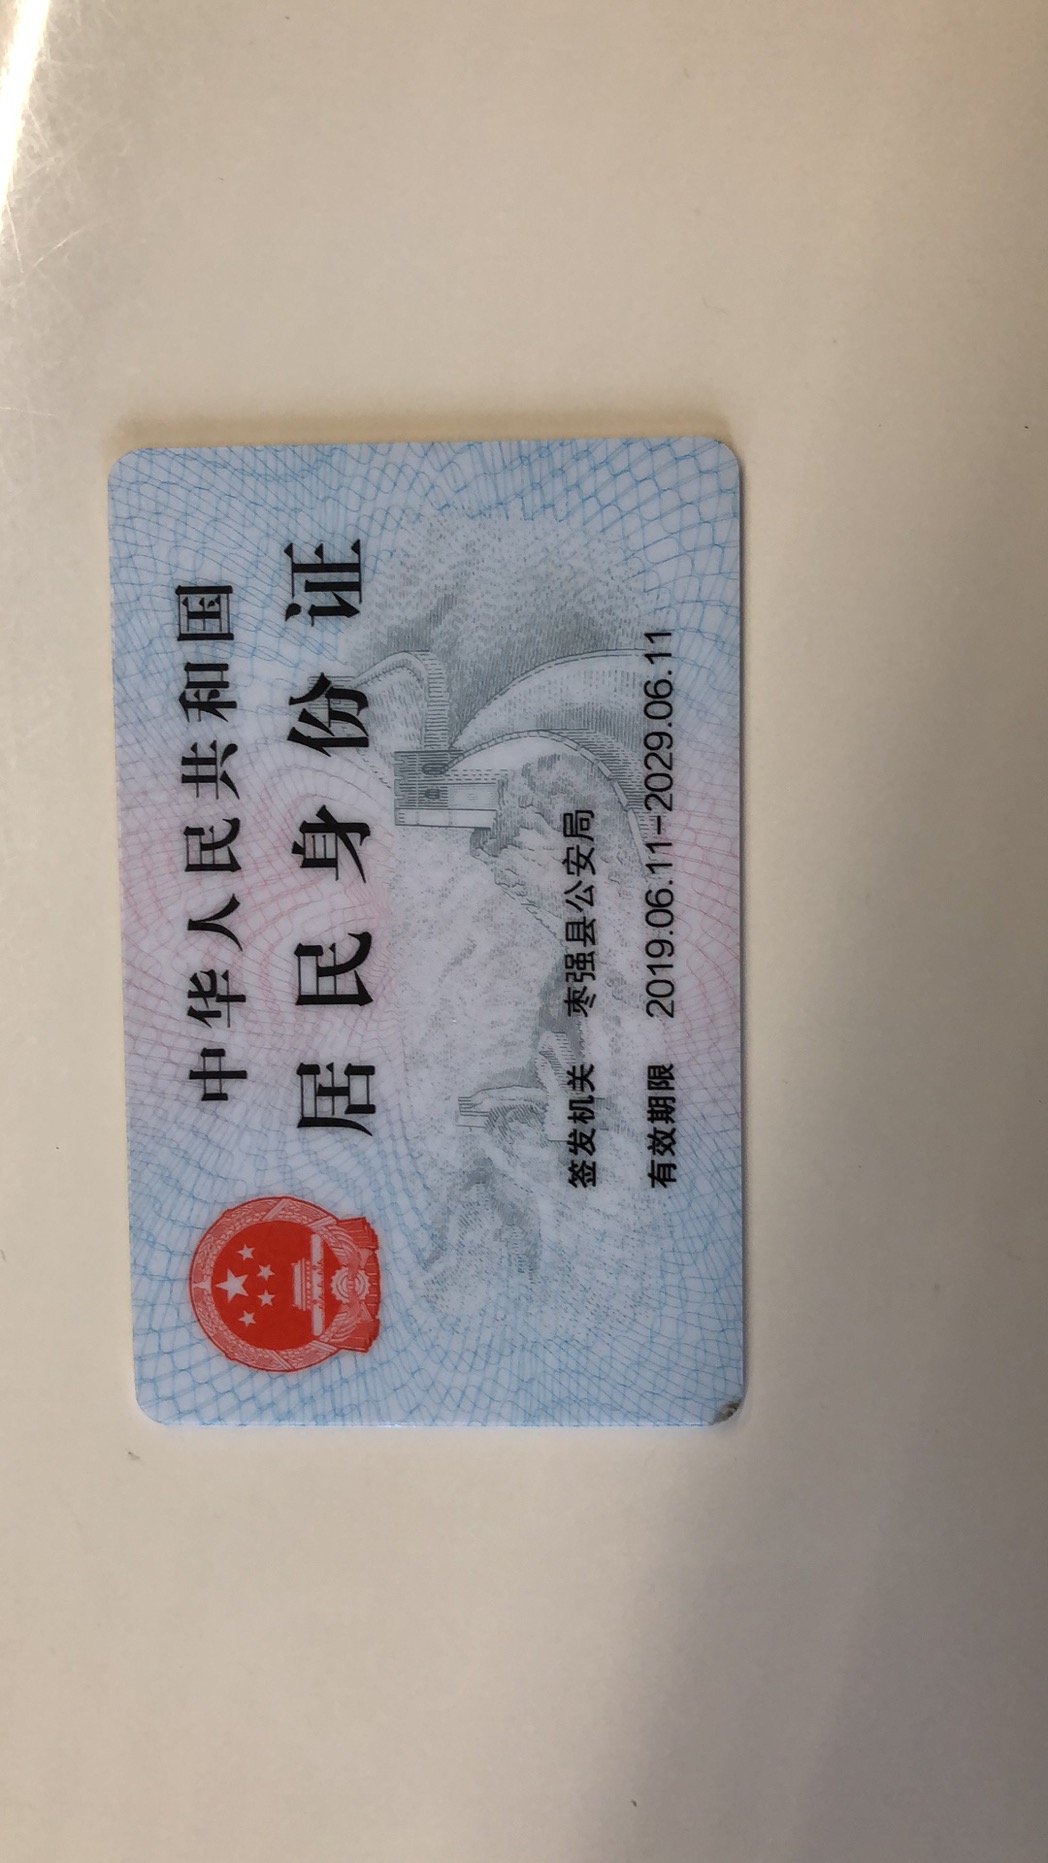 中华人民共和国
居民身份证
签发机关 枣强县公安局
有效期限 2019.06.11-2029.06.11